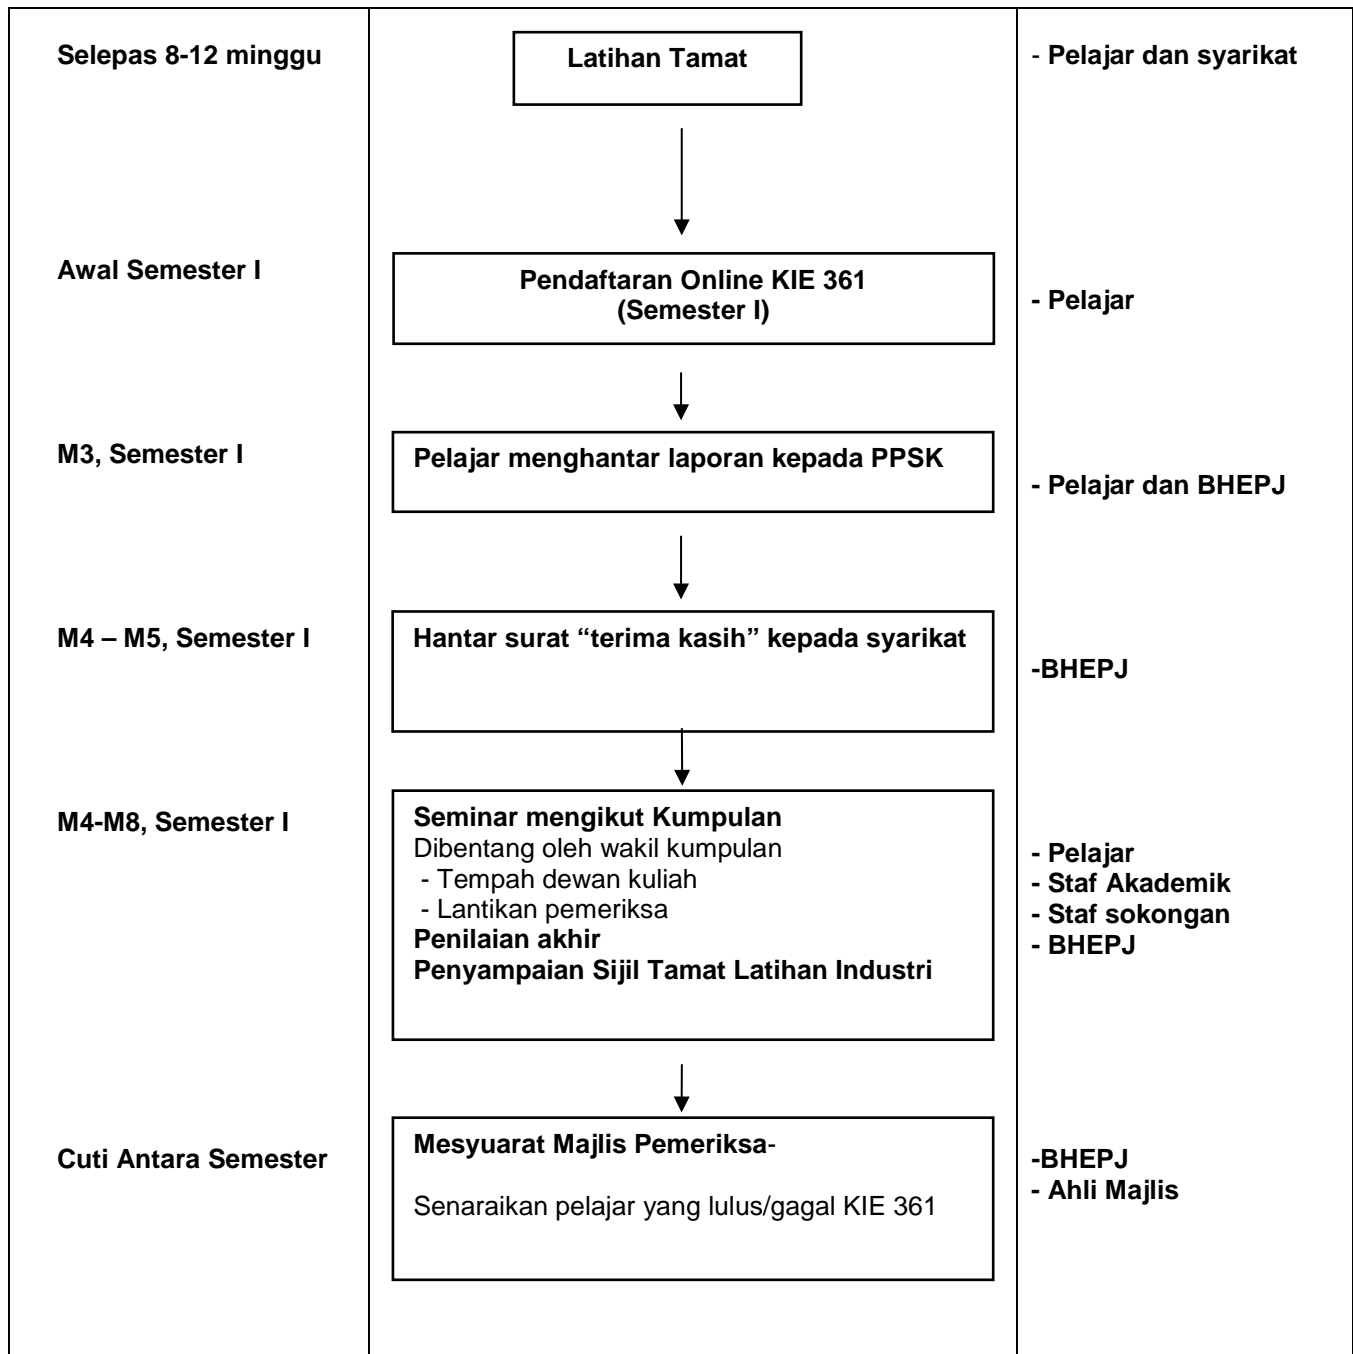 Selepas 8-12 minggu
Latihan Tamat
- Pelajar dan syarikat
Awal Semester I
Pendaftaran Online KIE 361
(Semester I)
- Pelajar
M3, Semester I
Pelajar menghantar laporan kepada PPSK
- Pelajar dan BHEPJ
M4 – M5, Semester I
Hantar surat “terima kasih” kepada syarikat
-BHEPJ
M4-M8, Semester I
Seminar mengikut Kumpulan
Dibentang oleh wakil kumpulan
- Tempah dewan kuliah
- Lantikan pemeriksa
Penilaian akhir
Penyampaian Sijil Tamat Latihan Industri
- Pelajar
- Staf Akademik
- Staf sokongan
- BHEPJ
Cuti Antara Semester
Mesyuarat Majlis Pemeriksa-
Senaraikan pelajar yang lulus/gagal KIE 361
-BHEPJ
- Ahli Majlis